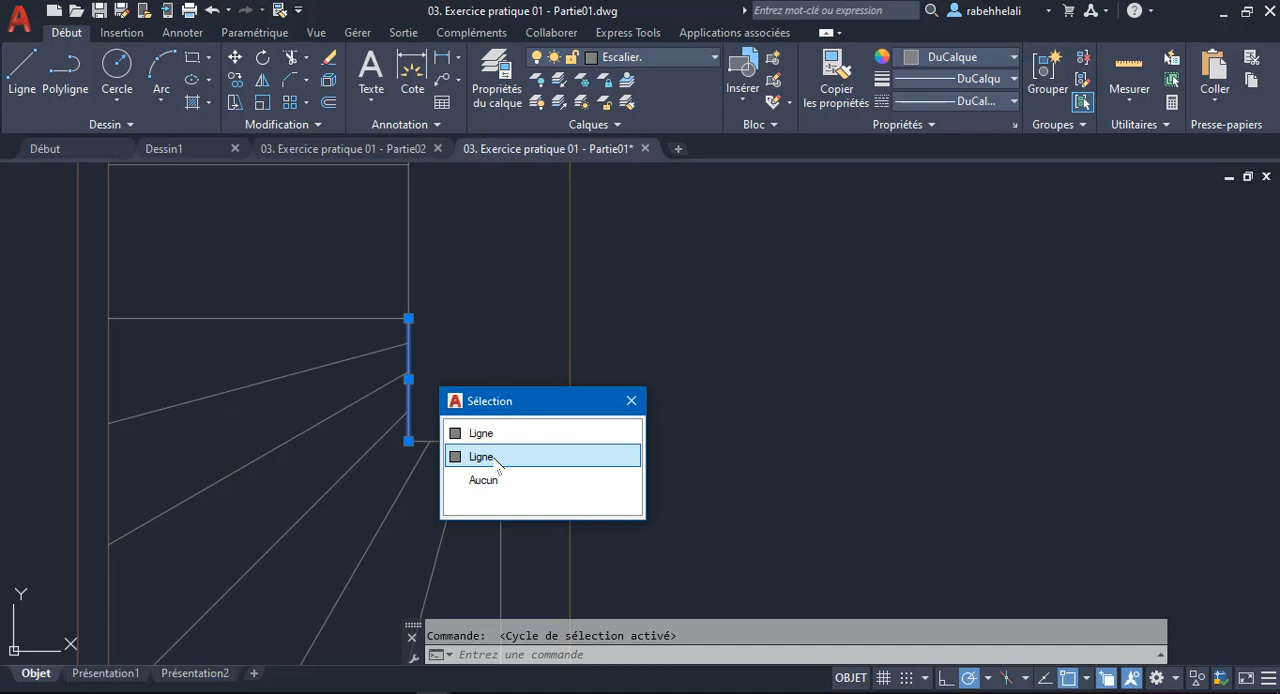 03. Exercice pratique 01 - Partie01.dwg
Entrez mot-clé ou expression
rabehhelali
Début Insertion Annoter Paramétrique Vue Gérer Sortie Compléments Collaborer Express Tools Applications associées
Escalier.
DuCalque
DuCalqu
DuCal...
Ligne Polyligne Cercle Arc
Texte Cote
Propriétés du calque
Insérer
Copier les propriétés
Grouper
Mesurer
Coller
Dessin Modification Annotation Calques Bloc Propriétés Groupes Utilitaires Presse-papiers
Début Dessin1 03. Exercice pratique 01 - Partie02 03. Exercice pratique 01 - Partie01*
Sélection
Ligne
Ligne
Aucun
Y
X
Commande: <Cycle de sélection activé>
Entrez une commande
Objet Présentation1 Présentation2
OBJET